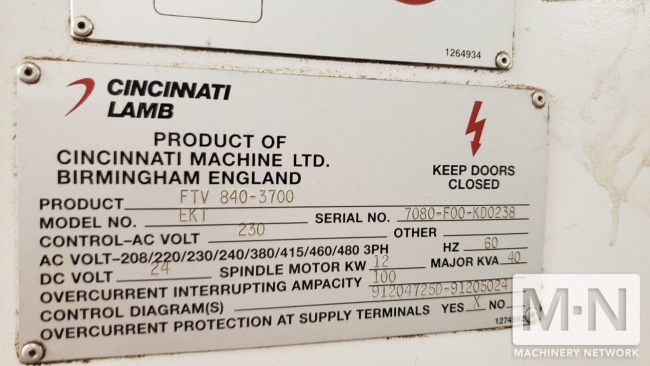 1264934
CINCINNATI
LAMB
PRODUCT OF
CINCINNATI MACHINE LTD.
BIRMINGHAM ENGLAND
KEEP DOORS
CLOSED
PRODUCT FTV 840-3700
MODEL NO. EKT SERIAL NO. 7080-F00-KD0238
CONTROL-AC VOLT 230 OTHER
AC VOLT-208/220/230/240/380/415/460/480 3PH HZ 60
DC VOLT 24 SPINDLE MOTOR KW 12 MAJOR KVA 40
OVERCURRENT INTERRUPTING AMPACITY 100
CONTROL DIAGRAM(S) 91204725D-91205024
OVERCURRENT PROTECTION AT SUPPLY TERMINALS YES X NO
M·N
MACHINERY NETWORK